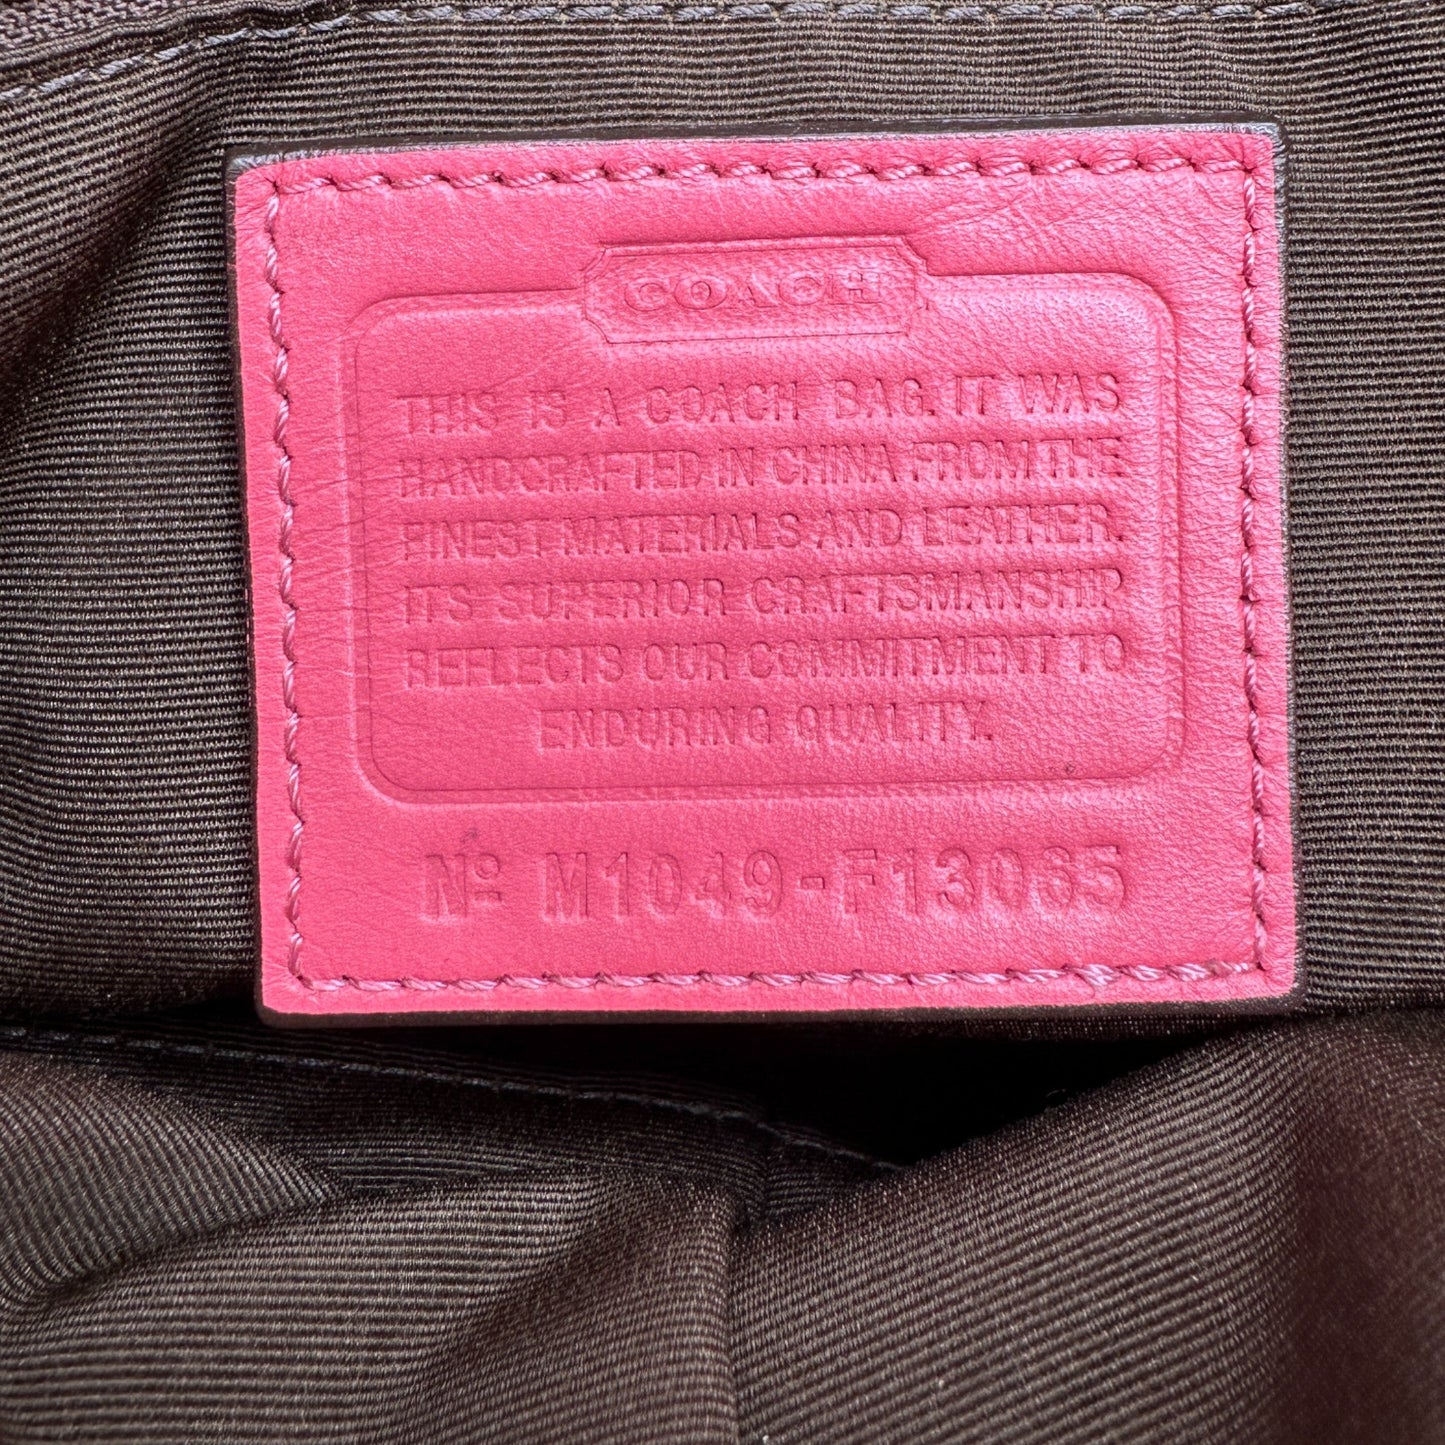 COACH
THIS IS A COACH BAG. IT WAS
HANDCRAFTED IN CHINA FROM THE
FINEST MATERIALS AND LEATHER.
ITS SUPERIOR CRAFTSMANSHIP
REFLECTS OUR COMMITMENT TO
ENDURING QUALITY.
Nº M1049-F13065